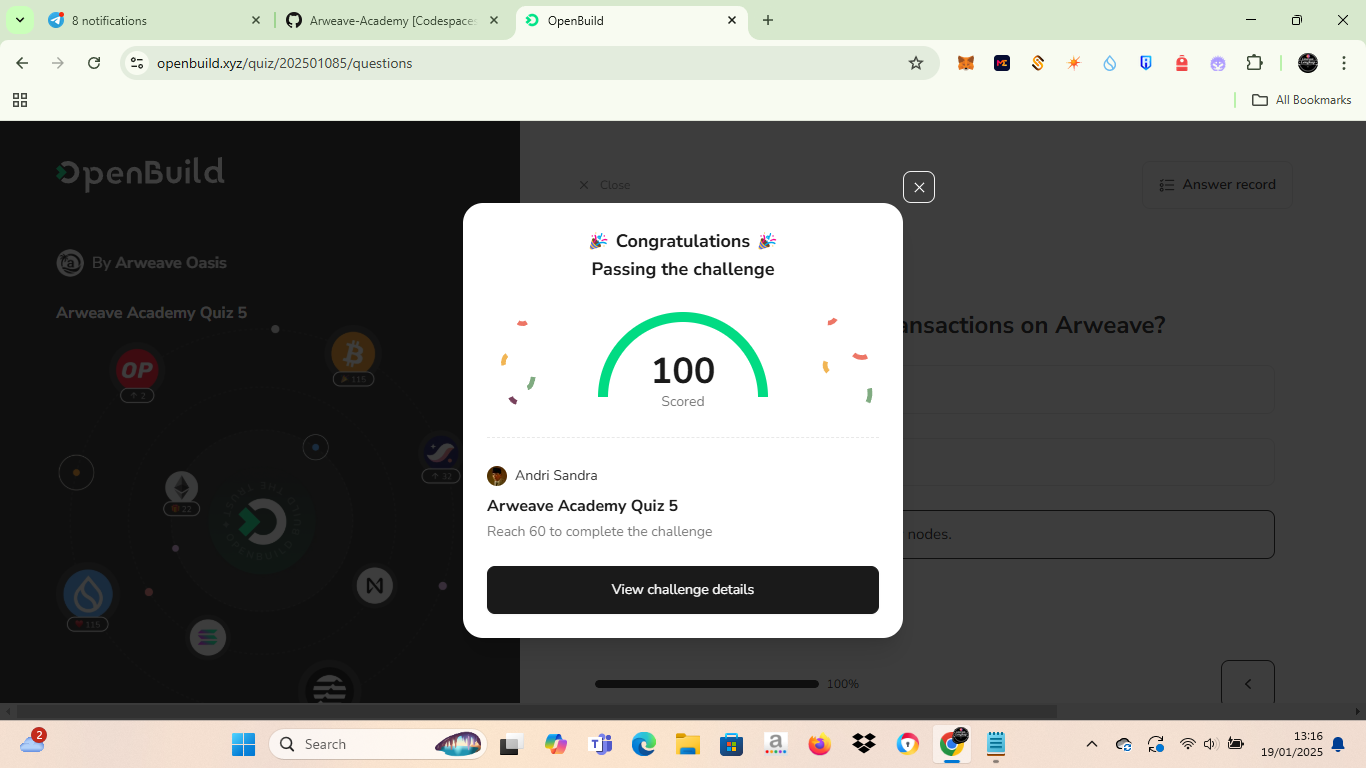 8 notifications
Arweave-Academy [Codespaces
OpenBuild
openbuild.xyz/quiz/202501085/questions
All Bookmarks
OpenBuild
Close
Answer record
By Arweave Oasis
Arweave Academy Quiz 5
ansactions on Arweave?
OP
2
115
32
22
115
nodes.
100%
🎉 Congratulations 🎉
Passing the challenge
100
Scored
Andri Sandra
Arweave Academy Quiz 5
Reach 60 to complete the challenge
View challenge details
2
Search
13:16
19/01/2025